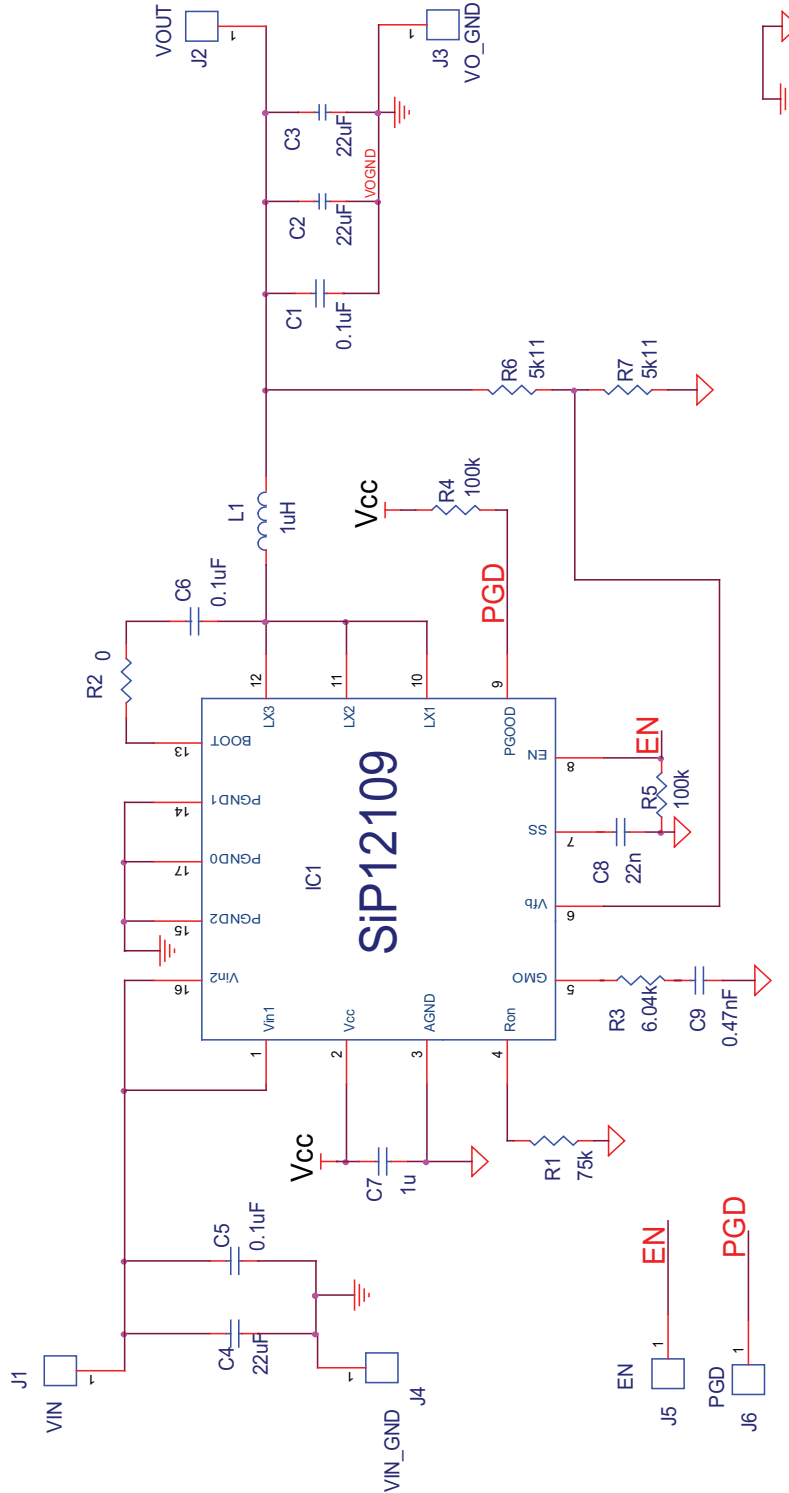 J1
VIN
1
C4
22uF
C5
0.1uF
1
VIN_GND
J4
R2
0
C6
0.1uF
L1
1uH
VOUT
J2
1
C1
0.1uF
C2
22uF
C3
22uF
VOGND
1
J3
VO_GND
16
Vin2
15
PGND2
17
PGND0
14
PGND1
13
BOOT
1
Vin1
2
Vcc
3
AGND
4
Ron
IC1
SiP12109
12
LX3
11
LX2
10
LX1
9
PGOOD
5
GMO
6
Vfb
7
SS
8
EN
Vcc
C7
1u
R1
75k
R3
6.04k
C9
0.47nF
C8
22n
R5
100k
EN
PGD
Vcc
R4
100k
R6
5k11
R7
5k11
EN
J5
1
EN
PGD
J6
1
PGD